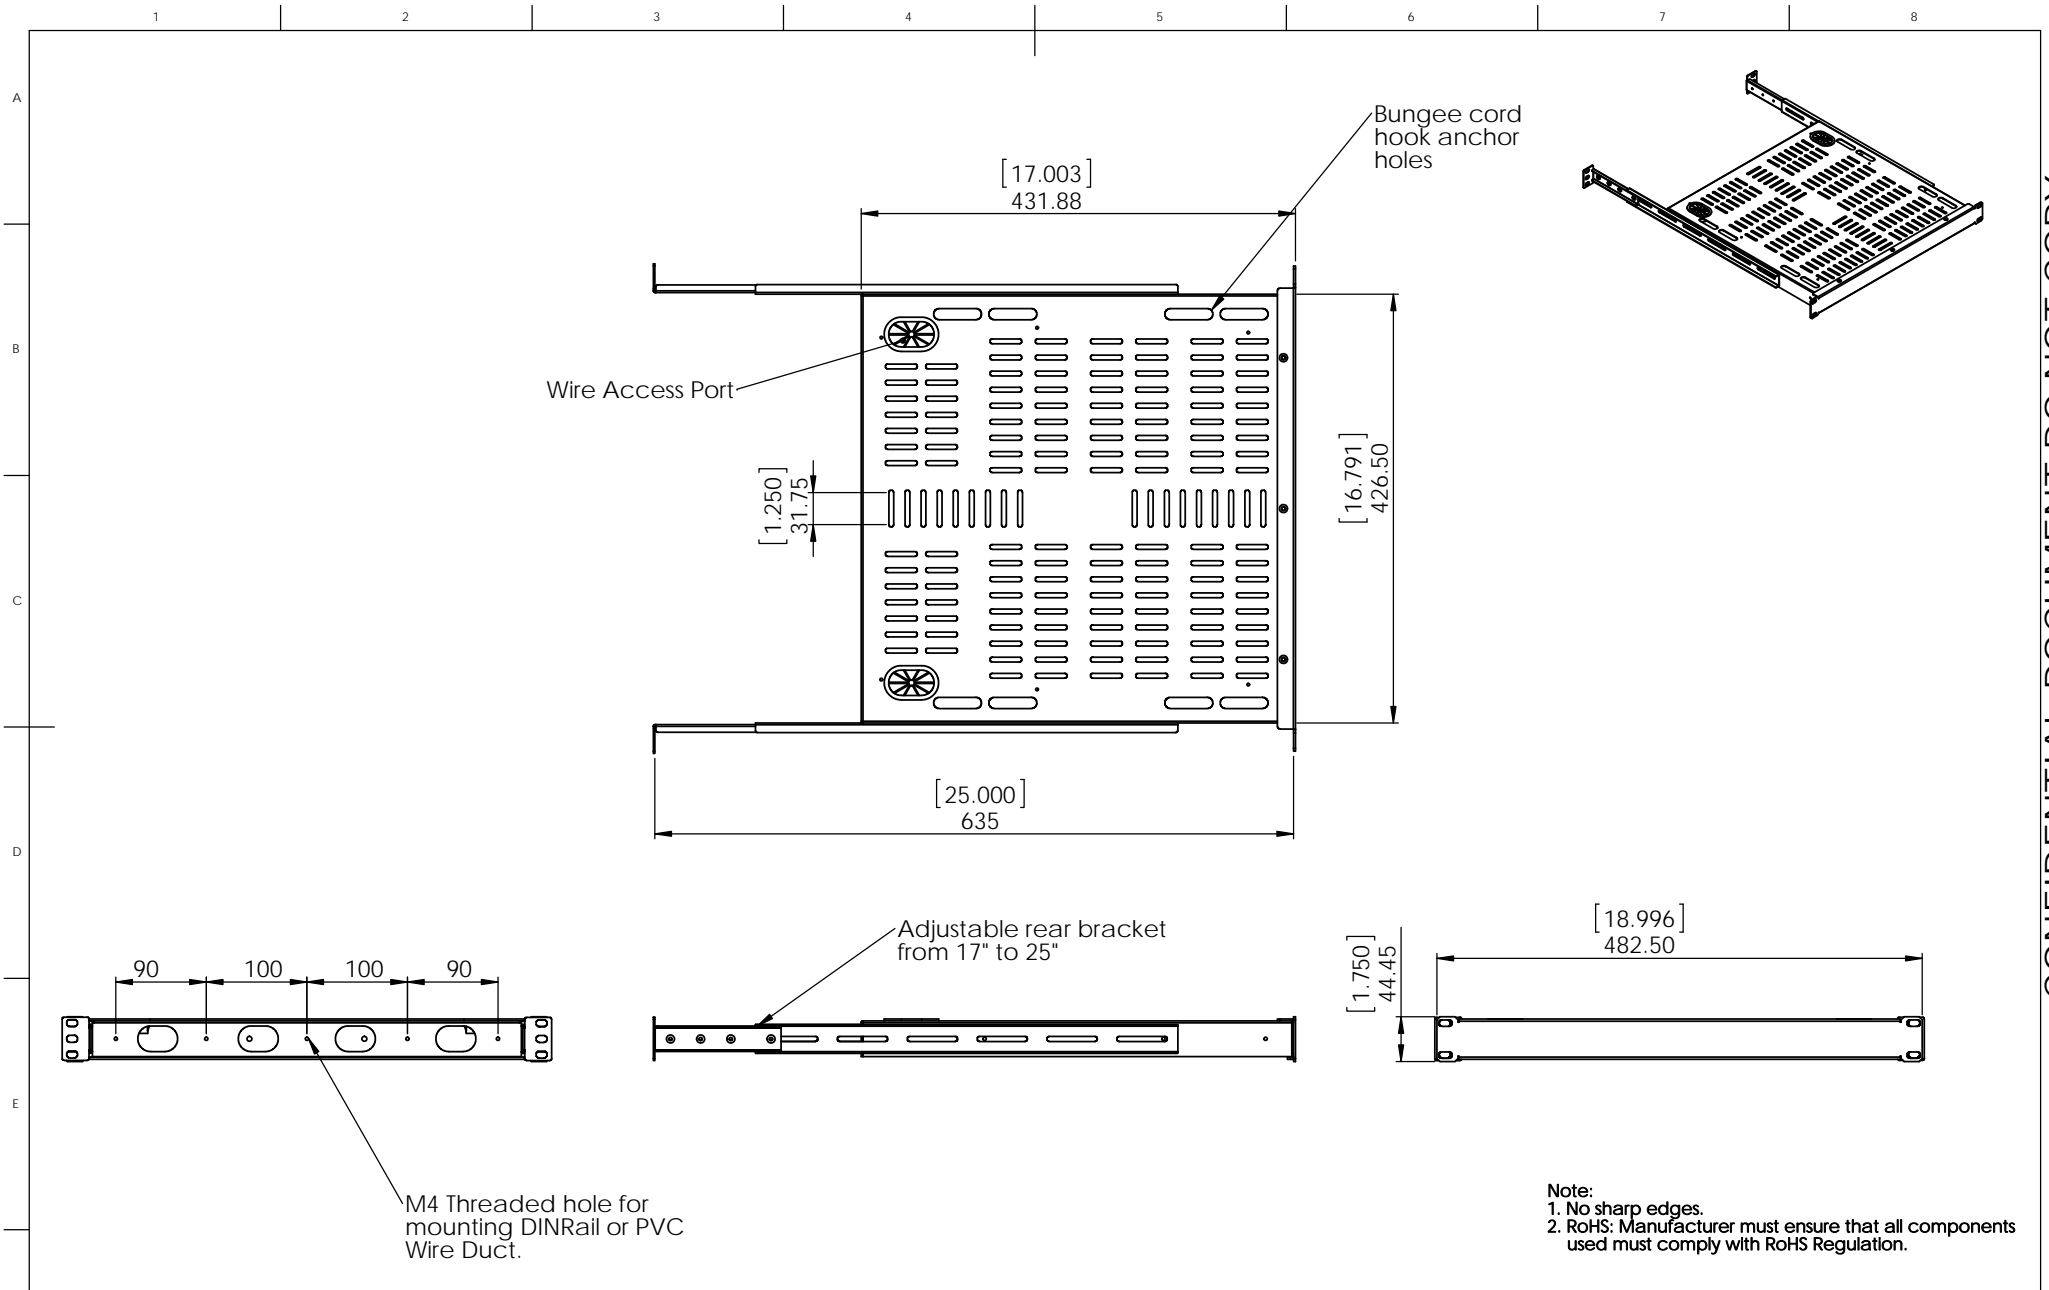 1 2 3 4 5 6 7 8
A
B
C
D
E
Bungee cord
hook anchor
holes
[17.003]
431.88
Wire Access Port
[1.250]
31.75
[16.791]
426.50
[25.000]
635
Adjustable rear bracket
from 17" to 25"
90 100 100 90
M4 Threaded hole for
mounting DINRail or PVC
Wire Duct.
[18.996]
482.50
[1.750]
44.45
Note:
1. No sharp edges.
2. RoHS: Manufacturer must ensure that all components
used must comply with RoHS Regulation.